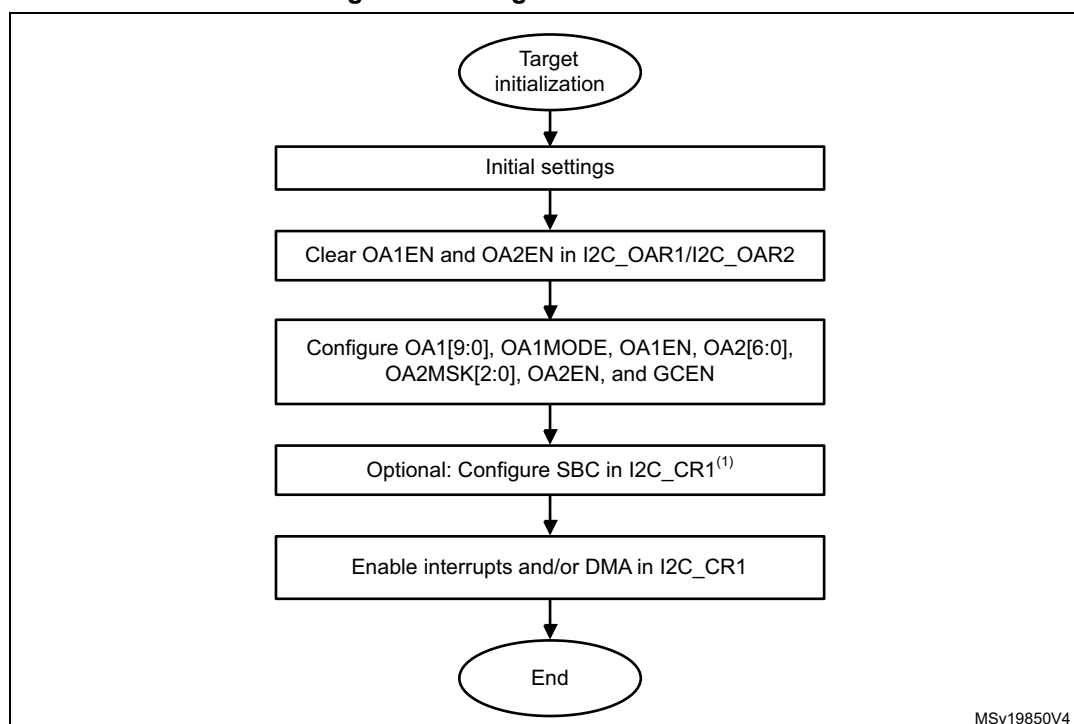 Target
initialization
Initial settings
Clear OA1EN and OA2EN in I2C_OAR1/I2C_OAR2
Configure OA1[9:0], OA1MODE, OA1EN, OA2[6:0],
OA2MSK[2:0], OA2EN, and GCEN
Optional: Configure SBC in I2C_CR1(1)
Enable interrupts and/or DMA in I2C_CR1
End
MSv19850V4